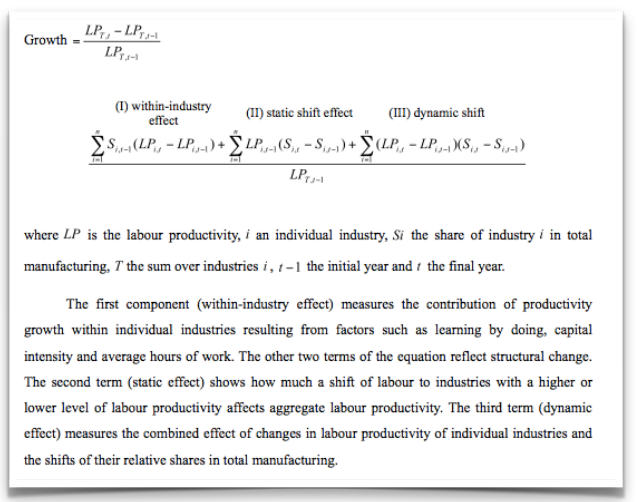 Growth = (LP_{T,t} − LP_{T,t−1}) / LP_{T,t−1}
(I) within-industry effect (II) static shift effect (III) dynamic shift
(∑_{i=1}^{n} S_{i,t−1}(LP_{i,t} − LP_{i,t−1}) + ∑_{i=1}^{n} LP_{i,t−1}(S_{i,t} − S_{i,t−1}) + ∑_{i=1}^{n} (LP_{i,t} − LP_{i,t−1})(S_{i,t} − S_{i,t−1})) / LP_{T,t−1}
where LP is the labour productivity, i an individual industry, Si the share of industry i in total
manufacturing, T the sum over industries i, t−1 the initial year and t the final year.
The first component (within-industry effect) measures the contribution of productivity
growth within individual industries resulting from factors such as learning by doing, capital
intensity and average hours of work. The other two terms of the equation reflect structural change.
The second term (static effect) shows how much a shift of labour to industries with a higher or
lower level of labour productivity affects aggregate labour productivity. The third term (dynamic
effect) measures the combined effect of changes in labour productivity of individual industries and
the shifts of their relative shares in total manufacturing.